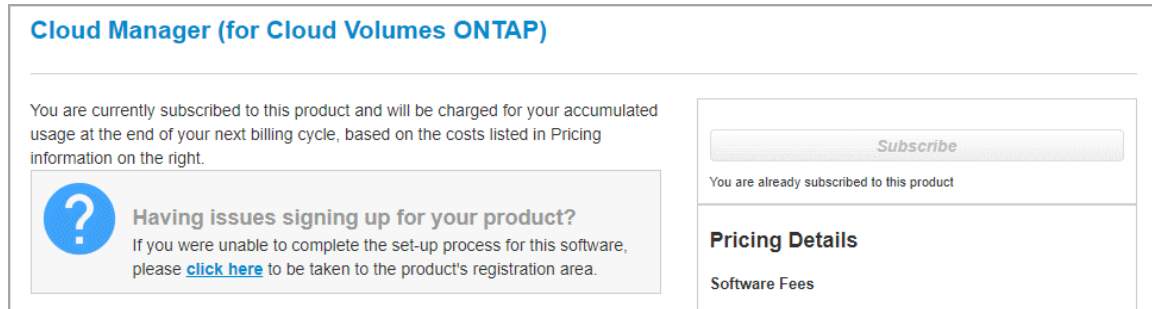 Cloud Manager (for Cloud Volumes ONTAP)
You are currently subscribed to this product and will be charged for your accumulated
usage at the end of your next billing cycle, based on the costs listed in Pricing
information on the right.
?
Having issues signing up for your product?
If you were unable to complete the set-up process for this software,
please click here to be taken to the product's registration area.
Subscribe
You are already subscribed to this product
Pricing Details
Software Fees